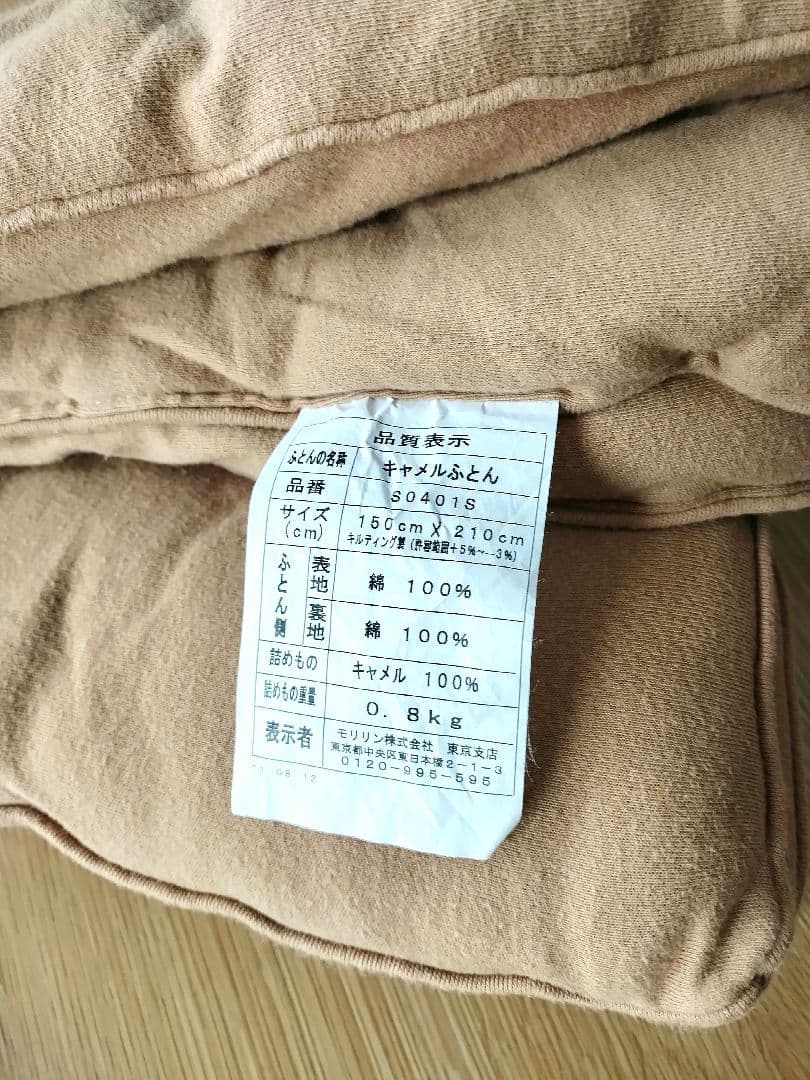 品質表示
ふとんの名称 キャメルふとん
品番 S0401S
サイズ(cm) 150cm X 210cm
キルティング製 (許容範囲+5%~-3%)
ふとん側 表地 綿 100%
裏地 綿 100%
詰めもの キャメル 100%
詰めもの重量 0.8kg
表示者 モリリン株式会社 東京支店
東京都中央区東日本橋2-1-3
0120-995-595
08.12